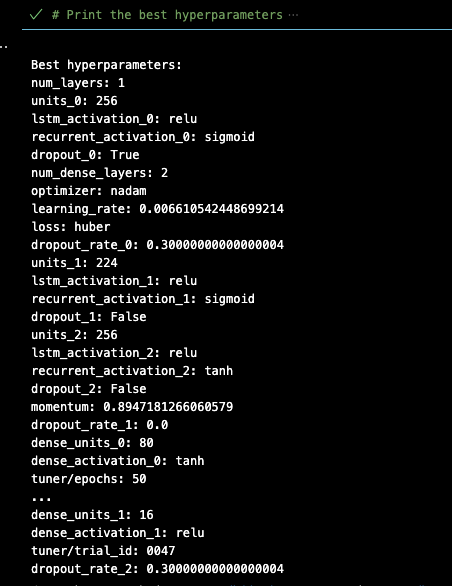 # Print the best hyperparameters ...
Best hyperparameters:
num_layers: 1
units_0: 256
lstm_activation_0: relu
recurrent_activation_0: sigmoid
dropout_0: True
num_dense_layers: 2
optimizer: nadam
learning_rate: 0.006610542448699214
loss: huber
dropout_rate_0: 0.30000000000000004
units_1: 224
lstm_activation_1: relu
recurrent_activation_1: sigmoid
dropout_1: False
units_2: 256
lstm_activation_2: relu
recurrent_activation_2: tanh
dropout_2: False
momentum: 0.8947181266060579
dropout_rate_1: 0.0
dense_units_0: 80
dense_activation_0: tanh
tuner/epochs: 50
...
dense_units_1: 16
dense_activation_1: relu
tuner/trial_id: 0047
dropout_rate_2: 0.30000000000000004